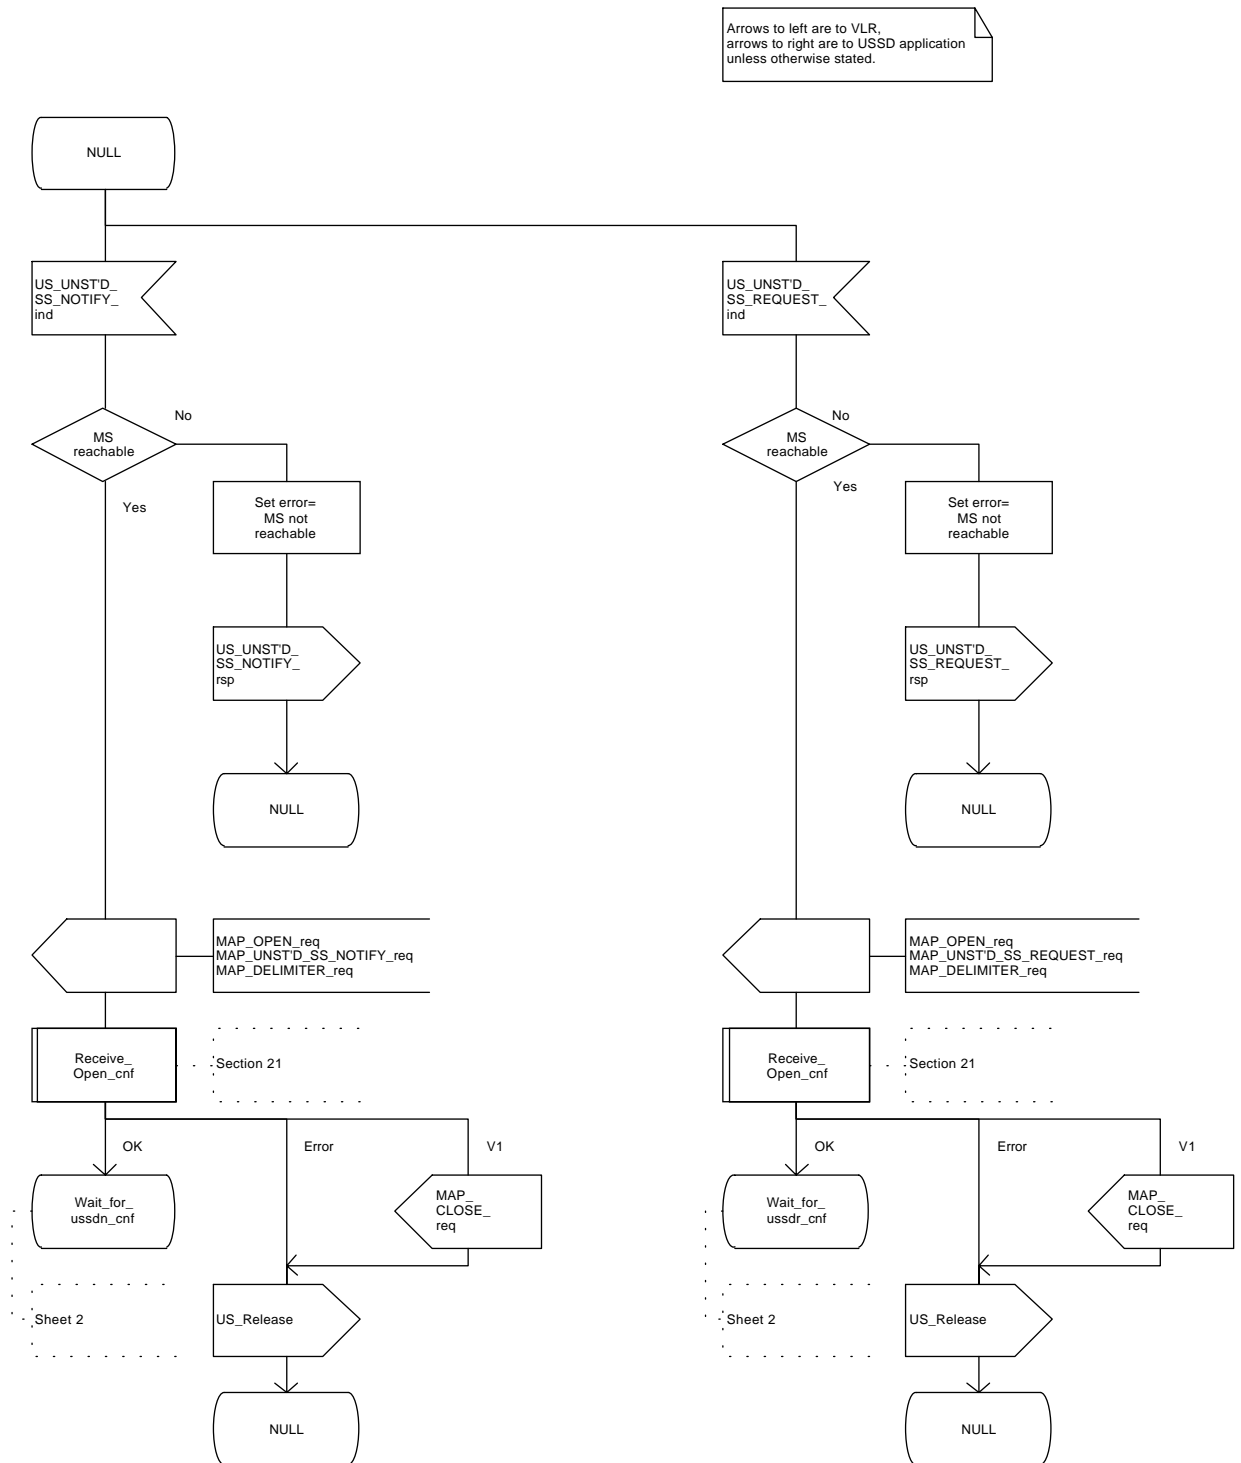 Arrows to left are to VLR,
arrows to right are to USSD application
unless otherwise stated.
NULL
US_UNST'D_
SS_NOTIFY_
ind
US_UNST'D_
SS_REQUEST_
ind
MS
reachable
No
Yes
MS
reachable
No
Yes
Set error=
MS not
reachable
Set error=
MS not
reachable
US_UNST'D_
SS_NOTIFY_
rsp
US_UNST'D_
SS_REQUEST_
rsp
NULL
NULL
MAP_OPEN_req
MAP_UNST'D_SS_NOTIFY_req
MAP_DELIMITER_req
MAP_OPEN_req
MAP_UNST'D_SS_REQUEST_req
MAP_DELIMITER_req
Receive_
Open_cnf
Section 21
Receive_
Open_cnf
Section 21
OK
Error
V1
OK
Error
V1
Wait_for_
ussdn_cnf
MAP_
CLOSE_
req
Wait_for_
ussdr_cnf
MAP_
CLOSE_
req
Sheet 2
US_Release
Sheet 2
US_Release
NULL
NULL